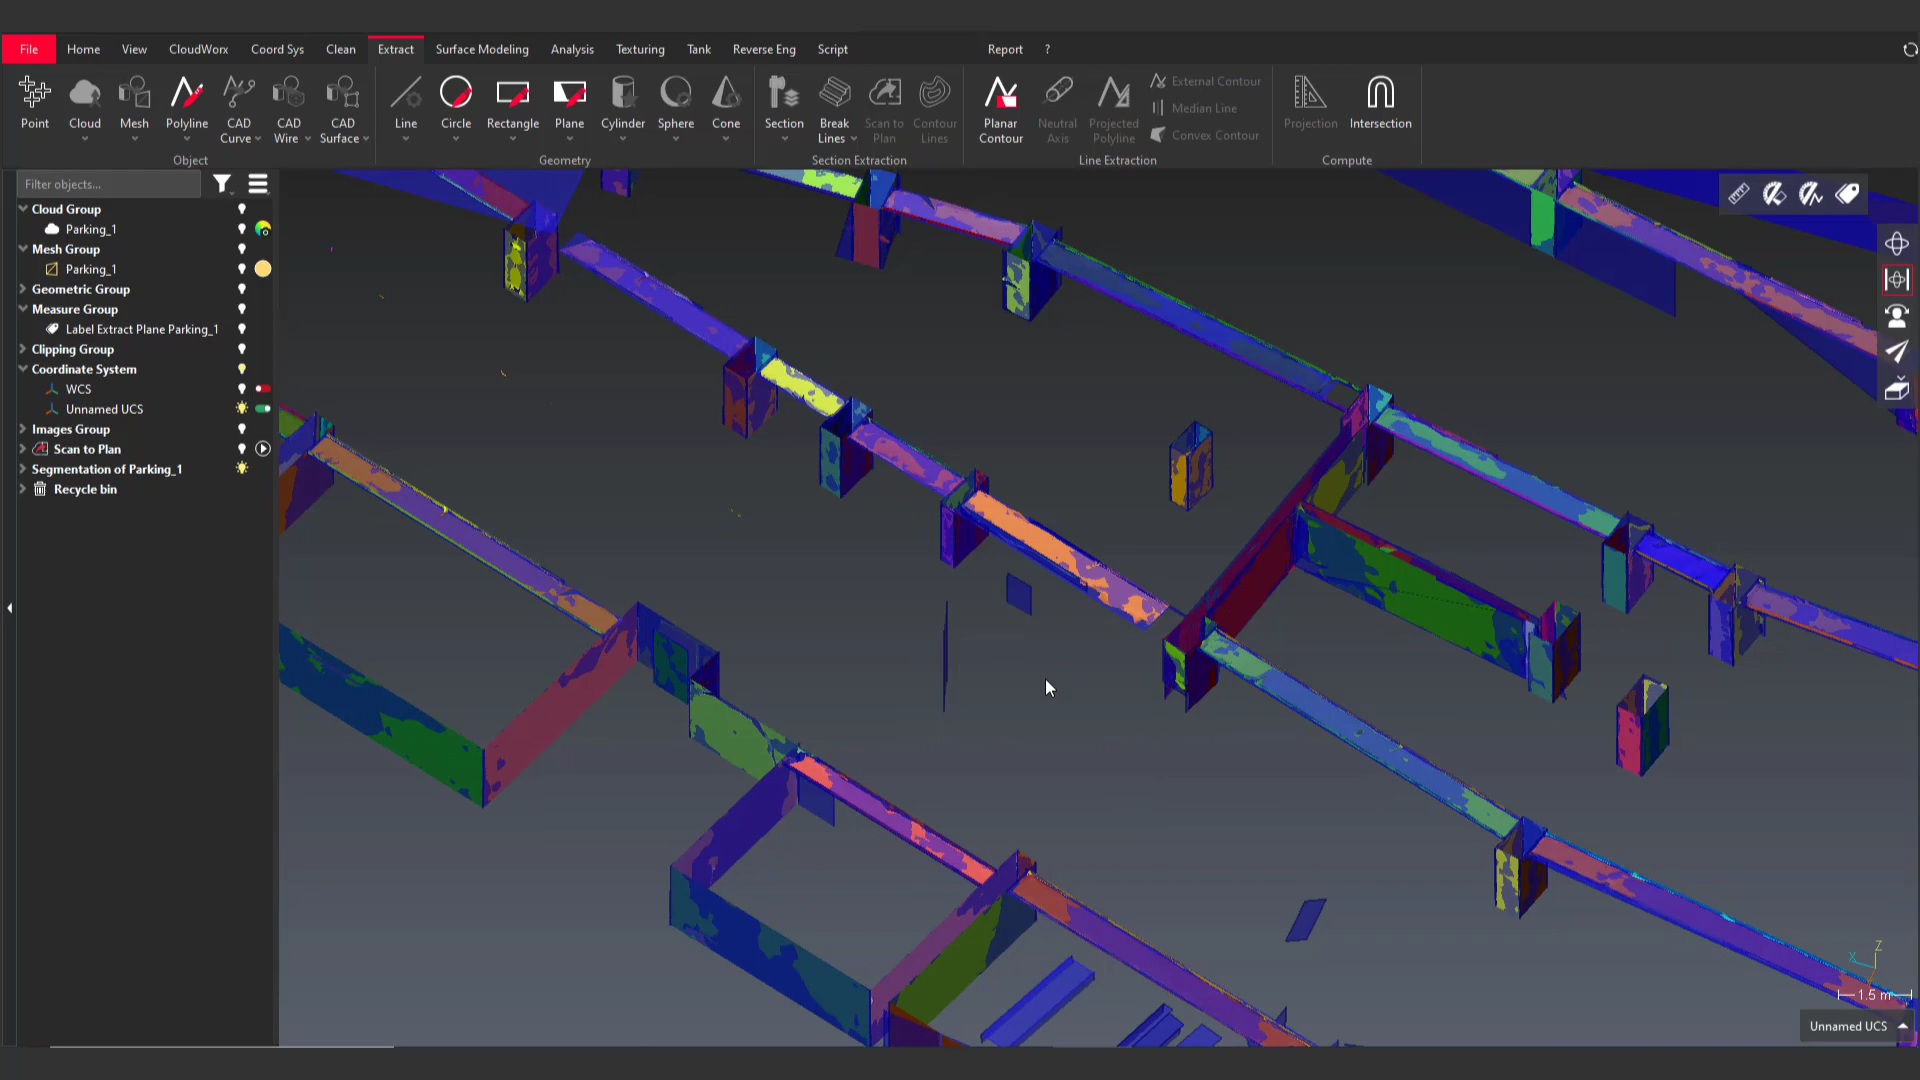 File Home View CloudWorx Coord Sys Clean Extract Surface Modeling Analysis Texturing Tank Reverse Eng Script Report ?
Point Cloud Mesh Polyline CAD Curve CAD Wire CAD Surface
Object
Line Circle Rectangle Plane Cylinder Sphere Cone
Geometry
Section Break Lines Scan to Plan Contour Lines
Section Extraction
Planar Contour Neutral Axis Projected Polyline
External Contour
Median Line
Convex Contour
Line Extraction
Projection Intersection
Compute
Filter objects...
Cloud Group
Parking_1
Mesh Group
Parking_1
Geometric Group
Measure Group
Label Extract Plane Parking_1
Clipping Group
Coordinate System
WCS
Unnamed UCS
Images Group
Scan to Plan
Segmentation of Parking_1
Recycle bin
Z
X
1.5 m
Unnamed UCS